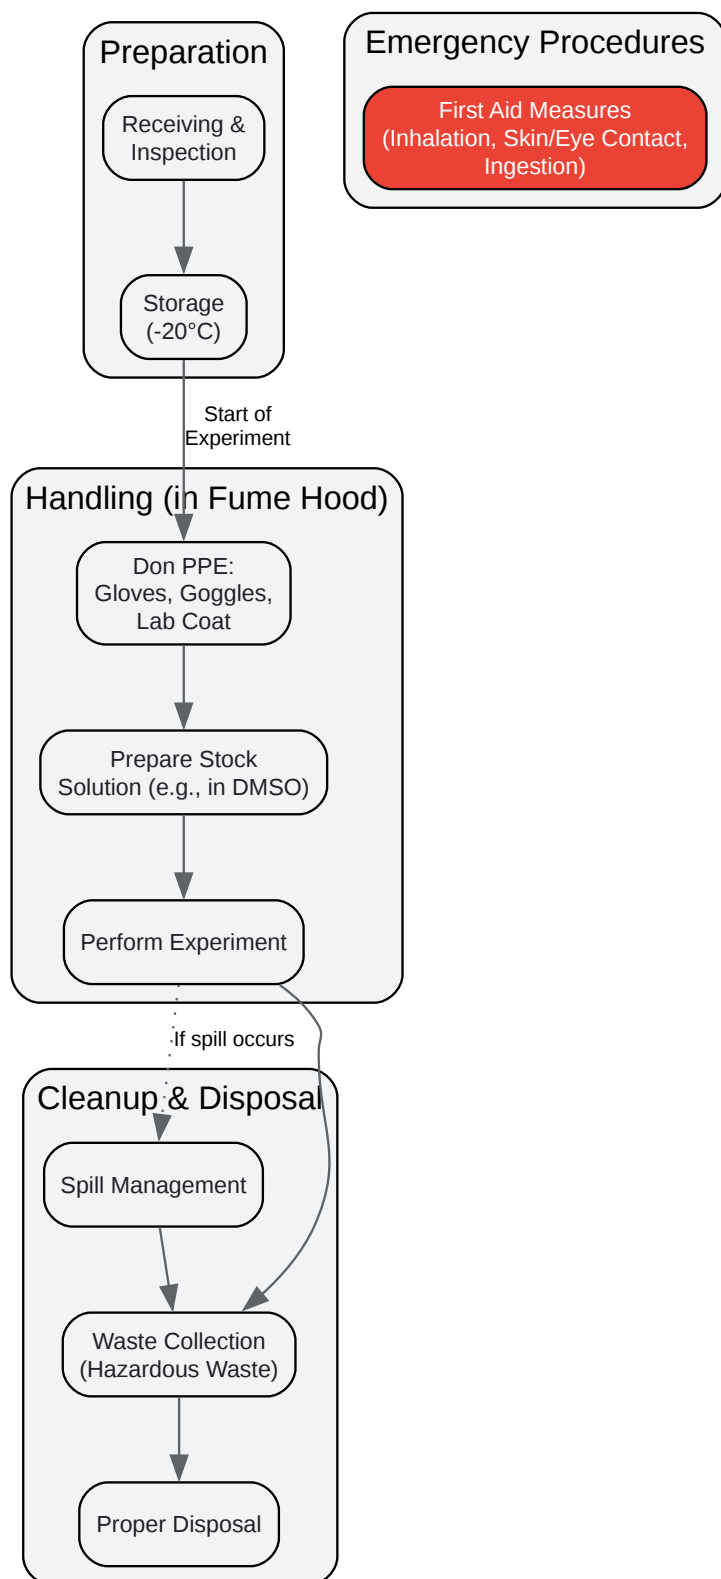 Preparation
Receiving &
Inspection
Storage
(-20°C)
Emergency Procedures
First Aid Measures
(Inhalation, Skin/Eye Contact,
Ingestion)
Start of
Experiment
Handling (in Fume Hood)
Don PPE:
Gloves, Goggles,
Lab Coat
Prepare Stock
Solution (e.g., in DMSO)
Perform Experiment
If spill occurs
Cleanup & Disposal
Spill Management
Waste Collection
(Hazardous Waste)
Proper Disposal